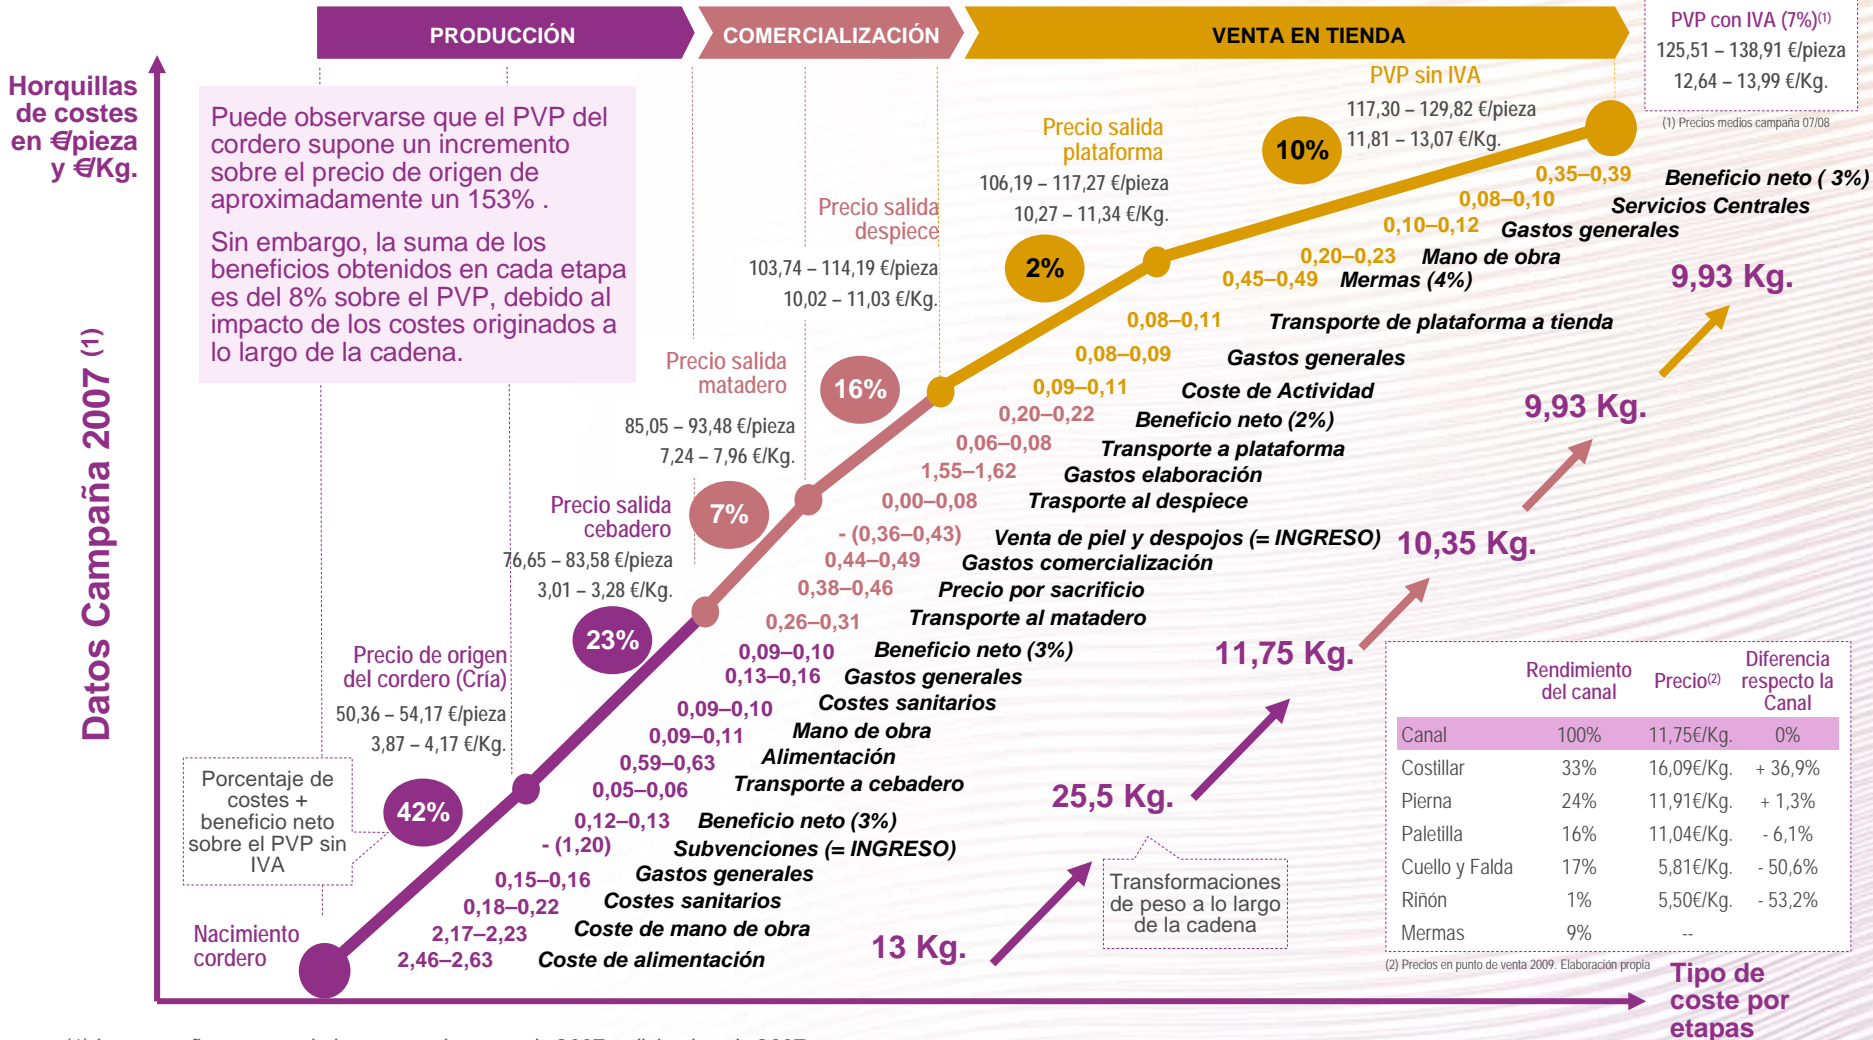 PRODUCCIÓN
COMERCIALIZACIÓN
VENTA EN TIENDA
PVP con IVA (7%)(1)
125,51 – 138,91 €/pieza
12,64 – 13,99 €/Kg.
(1) Precios medios campaña 07/08
Horquillas
de costes
en €/pieza
y €/Kg.
Datos Campaña 2007 (1)
Puede observarse que el PVP del
cordero supone un incremento
sobre el precio de origen de
aproximadamente un 153% .
Sin embargo, la suma de los
beneficios obtenidos en cada etapa
es del 8% sobre el PVP, debido al
impacto de los costes originados a
lo largo de la cadena.
PVP sin IVA
117,30 – 129,82 €/pieza
11,81 – 13,07 €/Kg.
10%
Precio salida
plataforma
106,19 – 117,27 €/pieza
10,27 – 11,34 €/Kg.
2%
Precio salida
despiece
103,74 – 114,19 €/pieza
10,02 – 11,03 €/Kg.
16%
Precio salida
matadero
85,05 – 93,48 €/pieza
7,24 – 7,96 €/Kg.
7%
Precio salida
cebadero
76,65 – 83,58 €/pieza
3,01 – 3,28 €/Kg.
23%
Precio de origen
del cordero (Cría)
50,36 – 54,17 €/pieza
3,87 – 4,17 €/Kg.
42%
Porcentaje de
costes +
beneficio neto
sobre el PVP sin
IVA
Nacimiento
cordero
0,35–0,39 Beneficio neto ( 3%)
0,08–0,10 Servicios Centrales
0,10–0,12 Gastos generales
0,20–0,23 Mano de obra
0,45–0,49 Mermas (4%)
0,08–0,11 Transporte de plataforma a tienda
0,08–0,09 Gastos generales
0,09–0,11 Coste de Actividad
0,20–0,22 Beneficio neto (2%)
0,06–0,08 Transporte a plataforma
1,55–1,62 Gastos elaboración
0,00–0,08 Trasporte al despiece
- (0,36–0,43) Venta de piel y despojos (= INGRESO)
0,44–0,49 Gastos comercialización
0,38–0,46 Precio por sacrificio
0,26–0,31 Transporte al matadero
0,09–0,10 Beneficio neto (3%)
0,13–0,16 Gastos generales
0,09–0,10 Costes sanitarios
0,09–0,11 Mano de obra
0,59–0,63 Alimentación
0,05–0,06 Transporte a cebadero
0,12–0,13 Beneficio neto (3%)
- (1,20) Subvenciones (= INGRESO)
0,15–0,16 Gastos generales
0,18–0,22 Costes sanitarios
2,17–2,23 Coste de mano de obra
2,46–2,63 Coste de alimentación
9,93 Kg.
9,93 Kg.
10,35 Kg.
11,75 Kg.
25,5 Kg.
13 Kg.
Transformaciones
de peso a lo largo
de la cadena
Rendimiento del canal Precio(2) Diferencia respecto la Canal
Canal 100% 11,75€/Kg. 0%
Costillar 33% 16,09€/Kg. + 36,9%
Pierna 24% 11,91€/Kg. + 1,3%
Paletilla 16% 11,04€/Kg. - 6,1%
Cuello y Falda 17% 5,81€/Kg. - 50,6%
Riñón 1% 5,50€/Kg. - 53,2%
Mermas 9% --
(2) Precios en punto de venta 2009. Elaboración propia
Tipo de
coste por
etapas